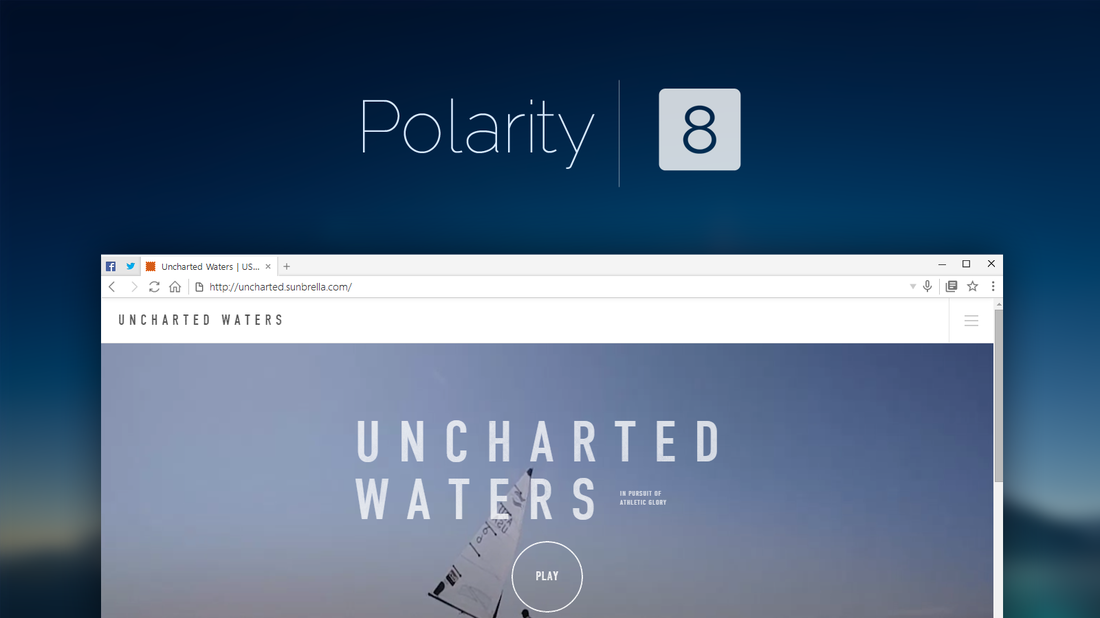 Polarity
8
Uncharted Waters | US...
http://uncharted.sunbrella.com/
UNCHARTED WATERS
UNCHARTED
WATERS
IN PURSUIT OF
ATHLETIC GLORY
PLAY